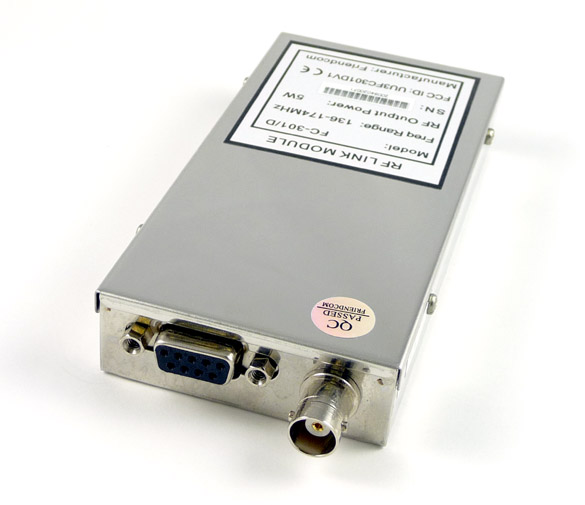 RF LINK MODULE
Model: FC-301/D
Freq Range: 136-174MHz
RF Output Power: 5W
SN:
FCC ID: UU3FC301DV1 CE
Manufacturer: Friendcom
QC
PASSED
FRIENDCOM